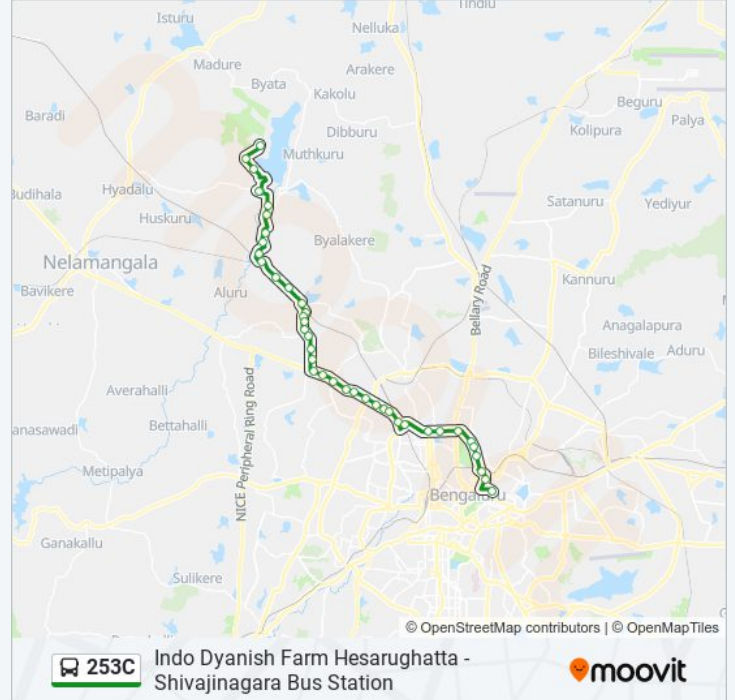 Isturu
Nelluka
Tindlu
Madure
Arakere
Byata
Kakolu
Beguru
Baradi
Palya
Dibburu
Kolipura
Muthkuru
Hyadalu
Budihala
Satanuru
Yediyur
Huskuru
Byalakere
Nelamangala
Kannuru
Bavikere
Aluru
Bellary Road
Anagalapura
Bileshivale
Aduru
Averahalli
NICE Peripheral Ring Road
Bettahalli
anasawadi
Metipalya
Bengaluru
Ganakallu
Sulikere
© OpenStreetMap contributors | © OpenMapTiles
253C
Indo Dyanish Farm Hesarughatta -
Shivajinagara Bus Station
moovit